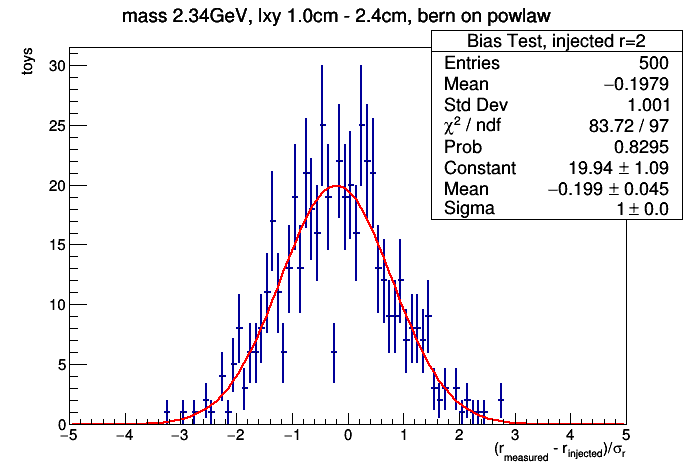 mass 2.34GeV, lxy 1.0cm - 2.4cm, bern on powlaw
Bias Test, injected r=2
Entries 500
Mean −0.1979
Std Dev 1.001
χ² / ndf 83.72 / 97
Prob 0.8295
Constant 19.94 ± 1.09
Mean −0.199 ± 0.045
Sigma 1 ± 0.0
toys
30
25
20
15
10
5
0
−5 −4 −3 −2 −1 0 1 2 3 4 5
(r_measured - r_injected)/σ_r